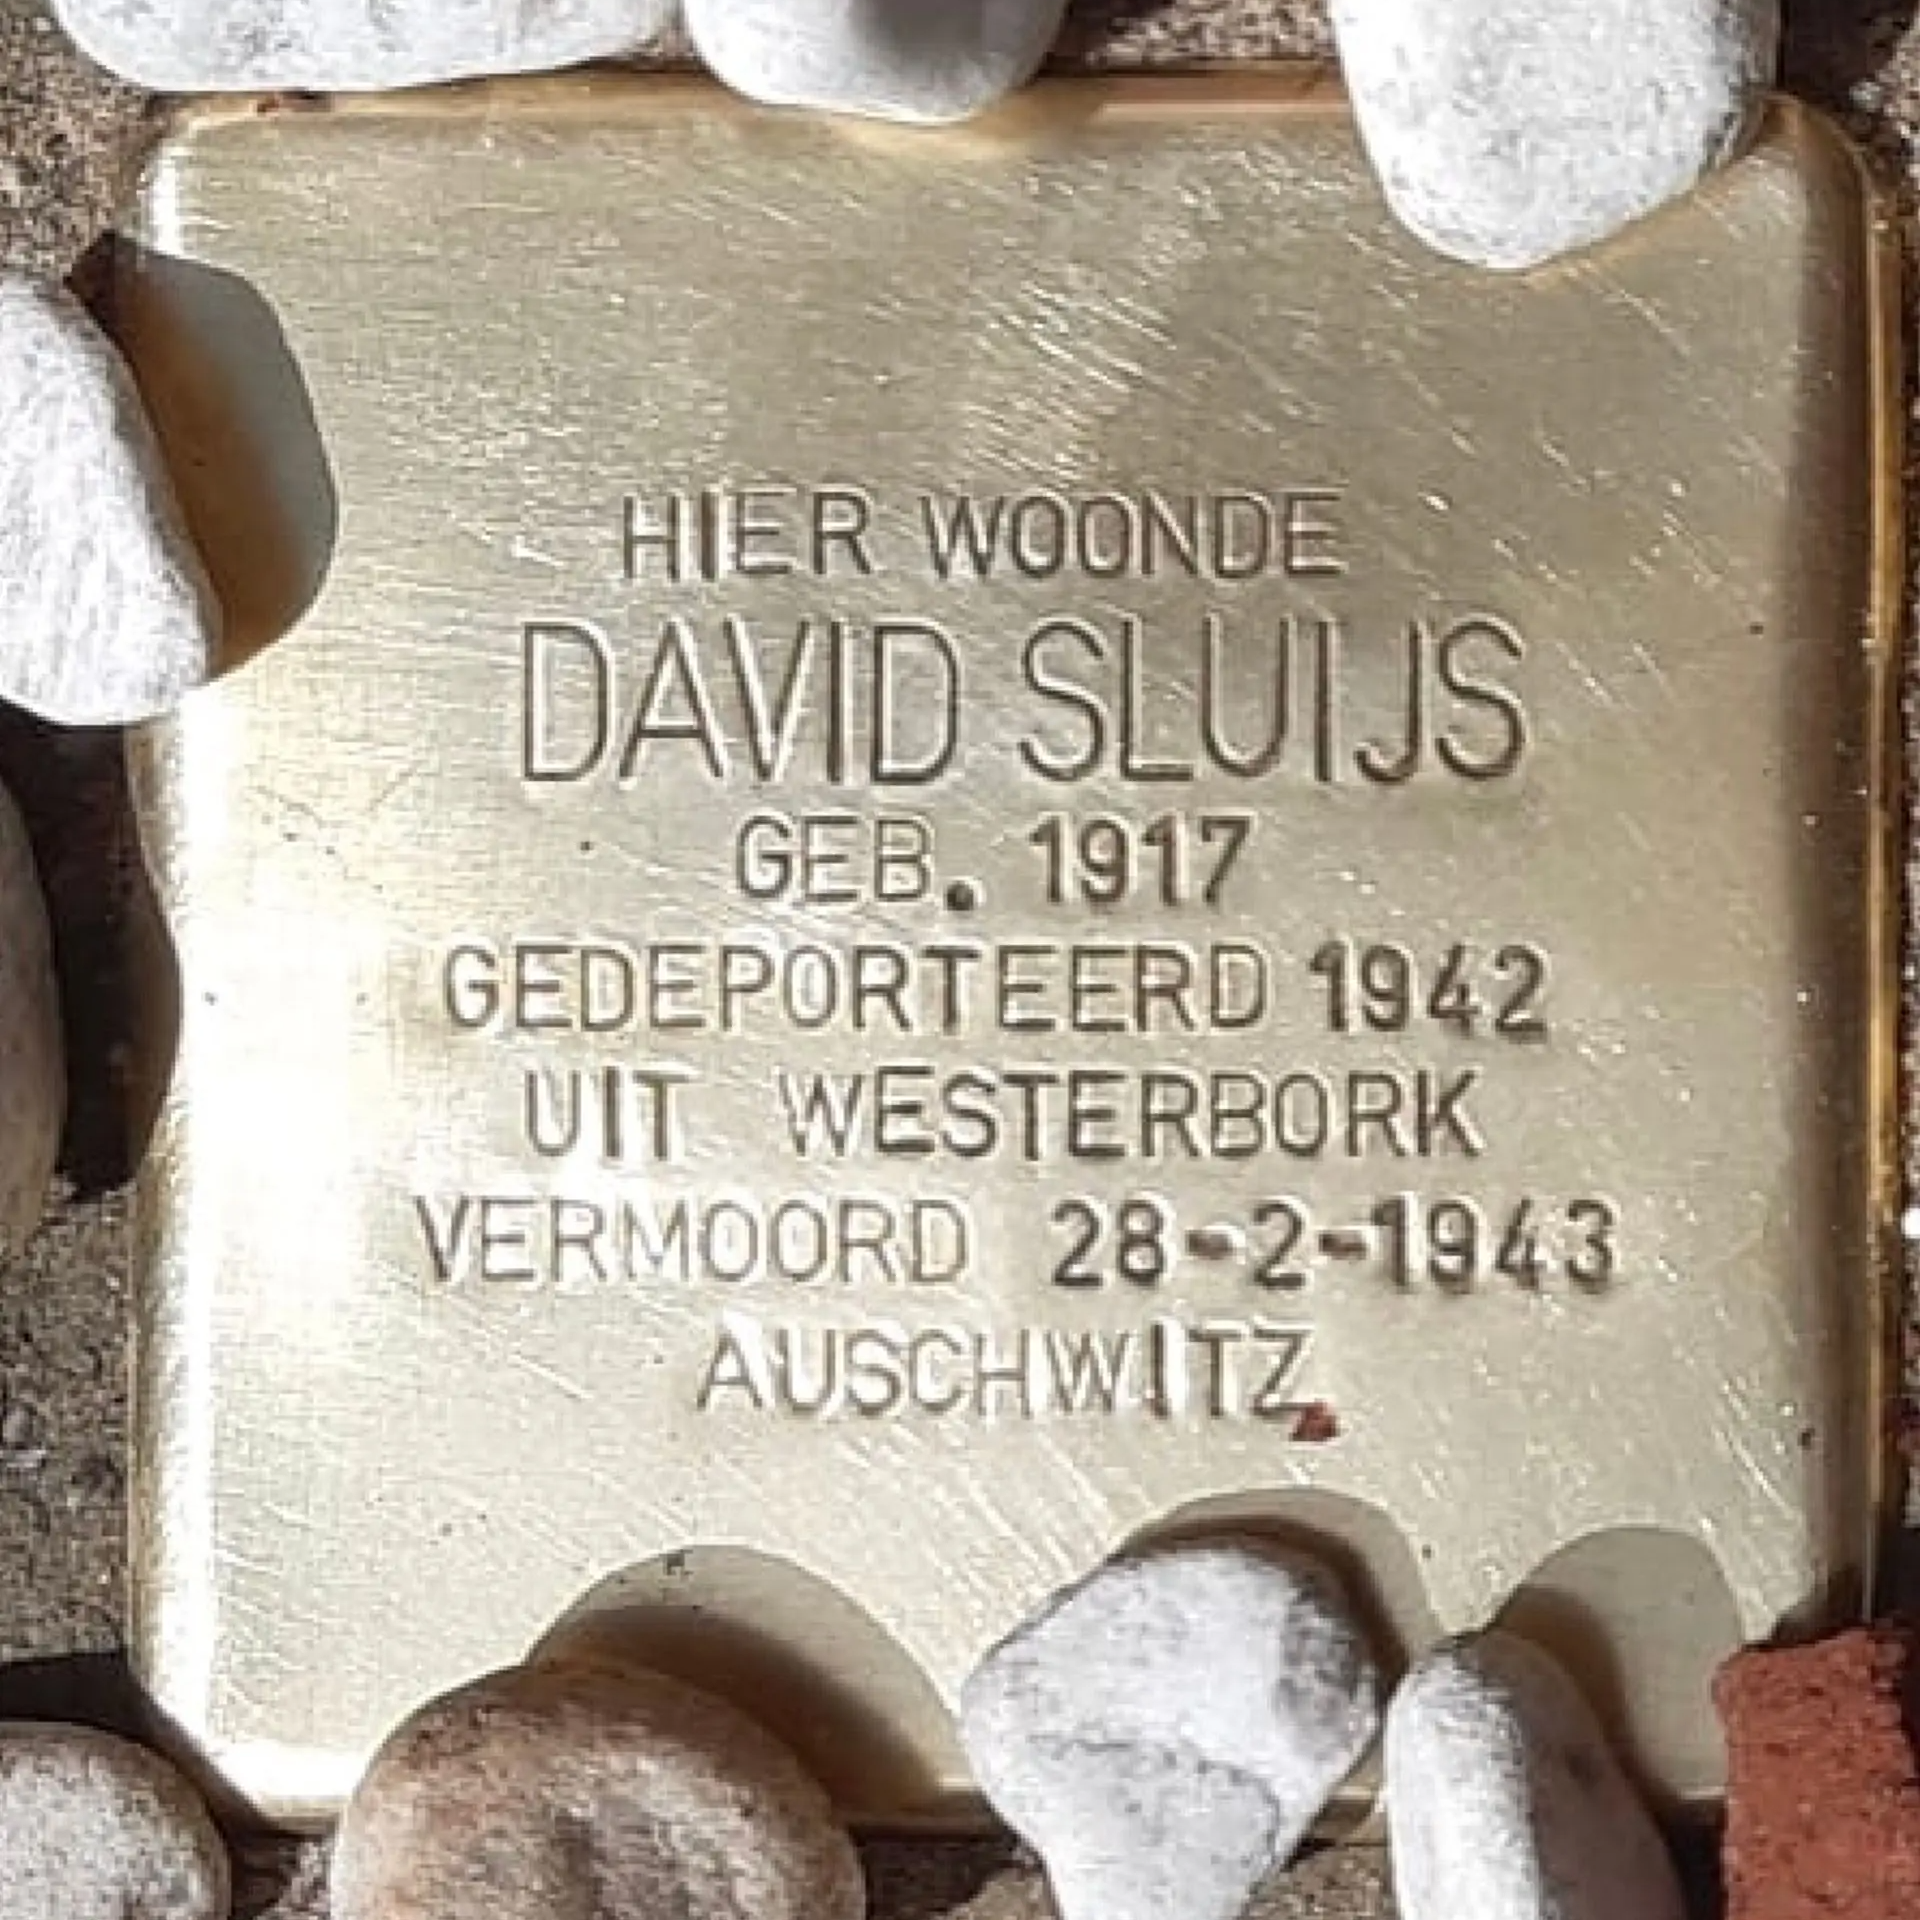 HIER WOONDE
DAVID SLUIJS
GEB. 1917
GEDEPORTEERD 1942
UIT WESTERBORK
VERMOORD 28-2-1943
AUSCHWITZ